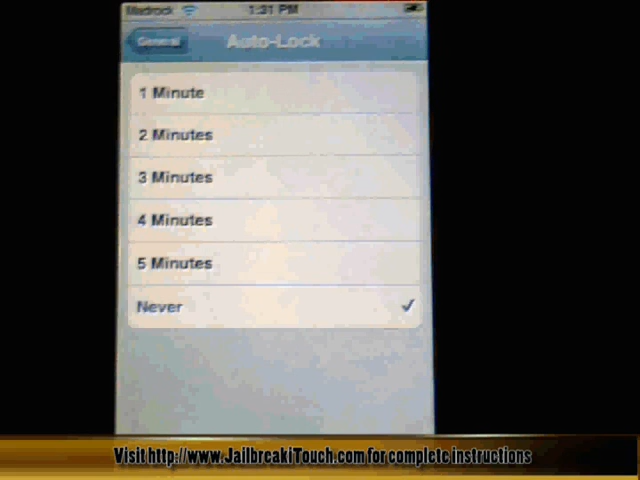 Madrock 1:31 PM
General Auto-Lock
1 Minute
2 Minutes
3 Minutes
4 Minutes
5 Minutes
Never
Visit http://www.JailbreakiTouch.com for complete instructions